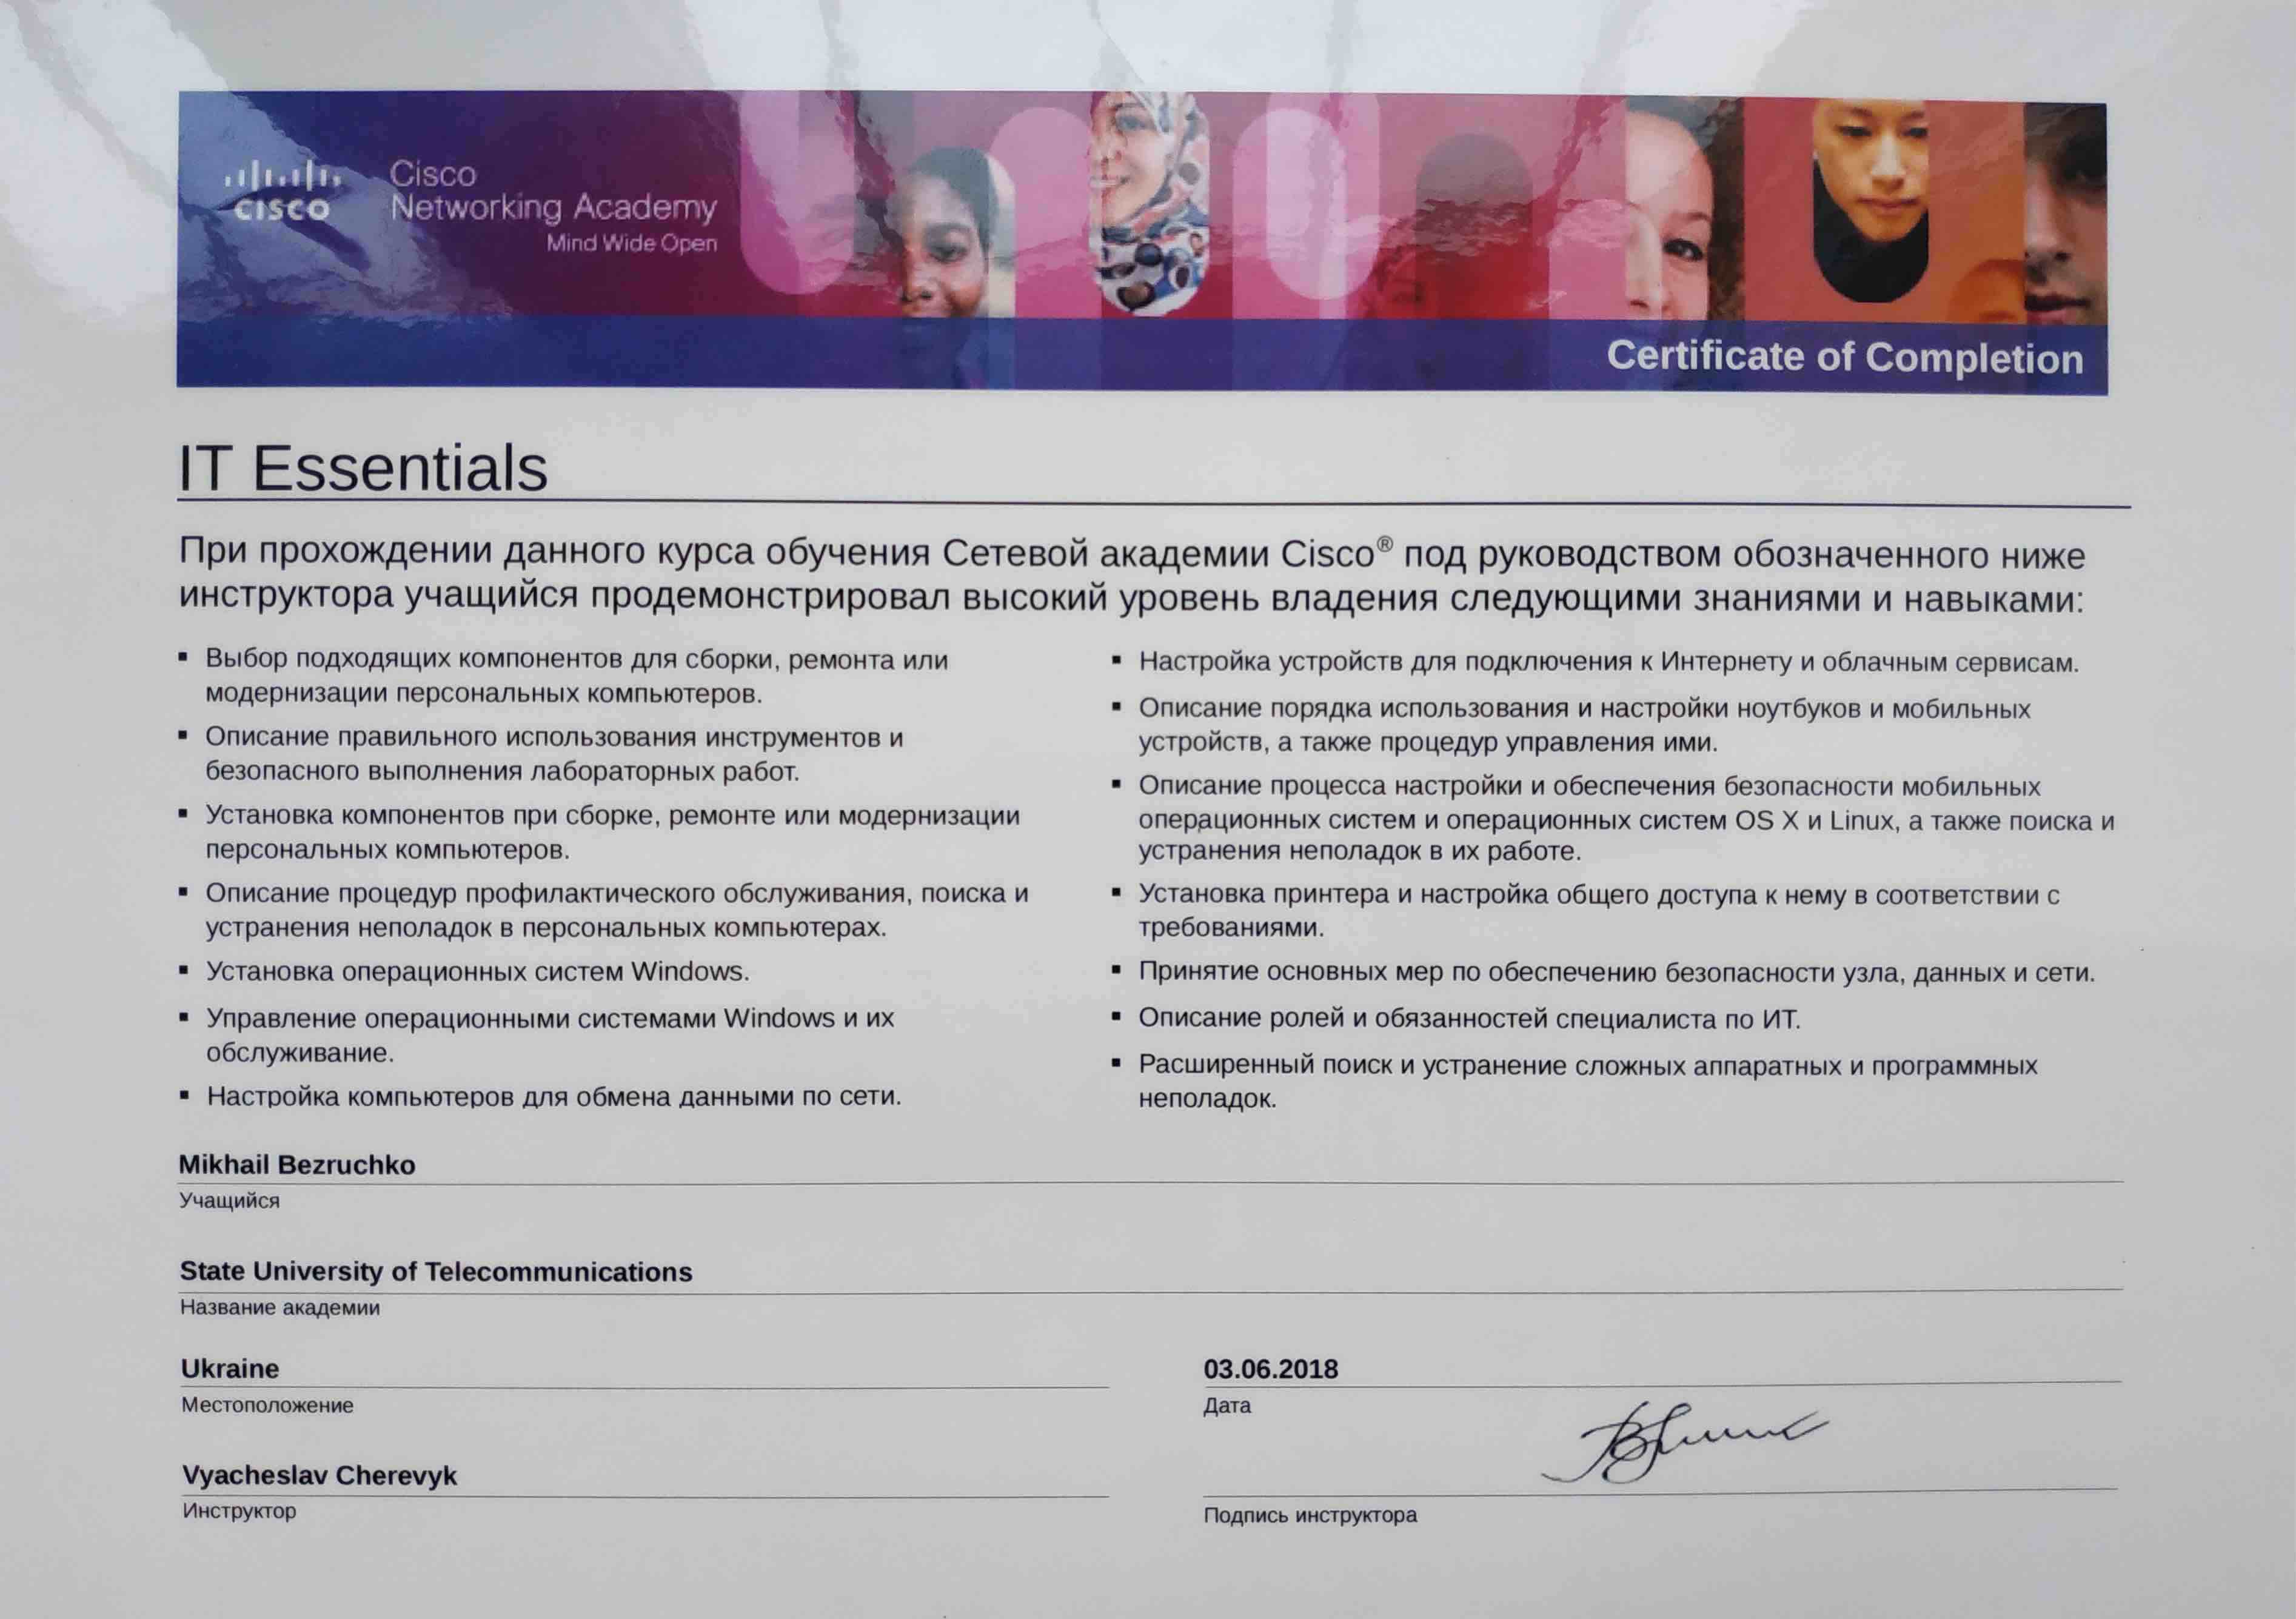 CISCO
Cisco
Networking Academy
Mind Wide Open
Certificate of Completion
IT Essentials
При прохождении данного курса обучения Сетевой академии Cisco® под руководством обозначенного ниже
инструктора учащийся продемонстрировал высокий уровень владения следующими знаниями и навыками:
▪ Выбор подходящих компонентов для сборки, ремонта или
модернизации персональных компьютеров.
▪ Описание правильного использования инструментов и
безопасного выполнения лабораторных работ.
▪ Установка компонентов при сборке, ремонте или модернизации
персональных компьютеров.
▪ Описание процедур профилактического обслуживания, поиска и
устранения неполадок в персональных компьютерах.
▪ Установка операционных систем Windows.
▪ Управление операционными системами Windows и их
обслуживание.
▪ Настройка компьютеров для обмена данными по сети.
▪ Настройка устройств для подключения к Интернету и облачным сервисам.
▪ Описание порядка использования и настройки ноутбуков и мобильных
устройств, а также процедур управления ими.
▪ Описание процесса настройки и обеспечения безопасности мобильных
операционных систем и операционных систем OS X и Linux, а также поиска и
устранения неполадок в их работе.
▪ Установка принтера и настройка общего доступа к нему в соответствии с
требованиями.
▪ Принятие основных мер по обеспечению безопасности узла, данных и сети.
▪ Описание ролей и обязанностей специалиста по ИТ.
▪ Расширенный поиск и устранение сложных аппаратных и программных
неполадок.
Mikhail Bezruchko
Учащийся
State University of Telecommunications
Название академии
Ukraine
Местоположение
03.06.2018
Дата
Vyacheslav Cherevyk
Инструктор
Подпись инструктора